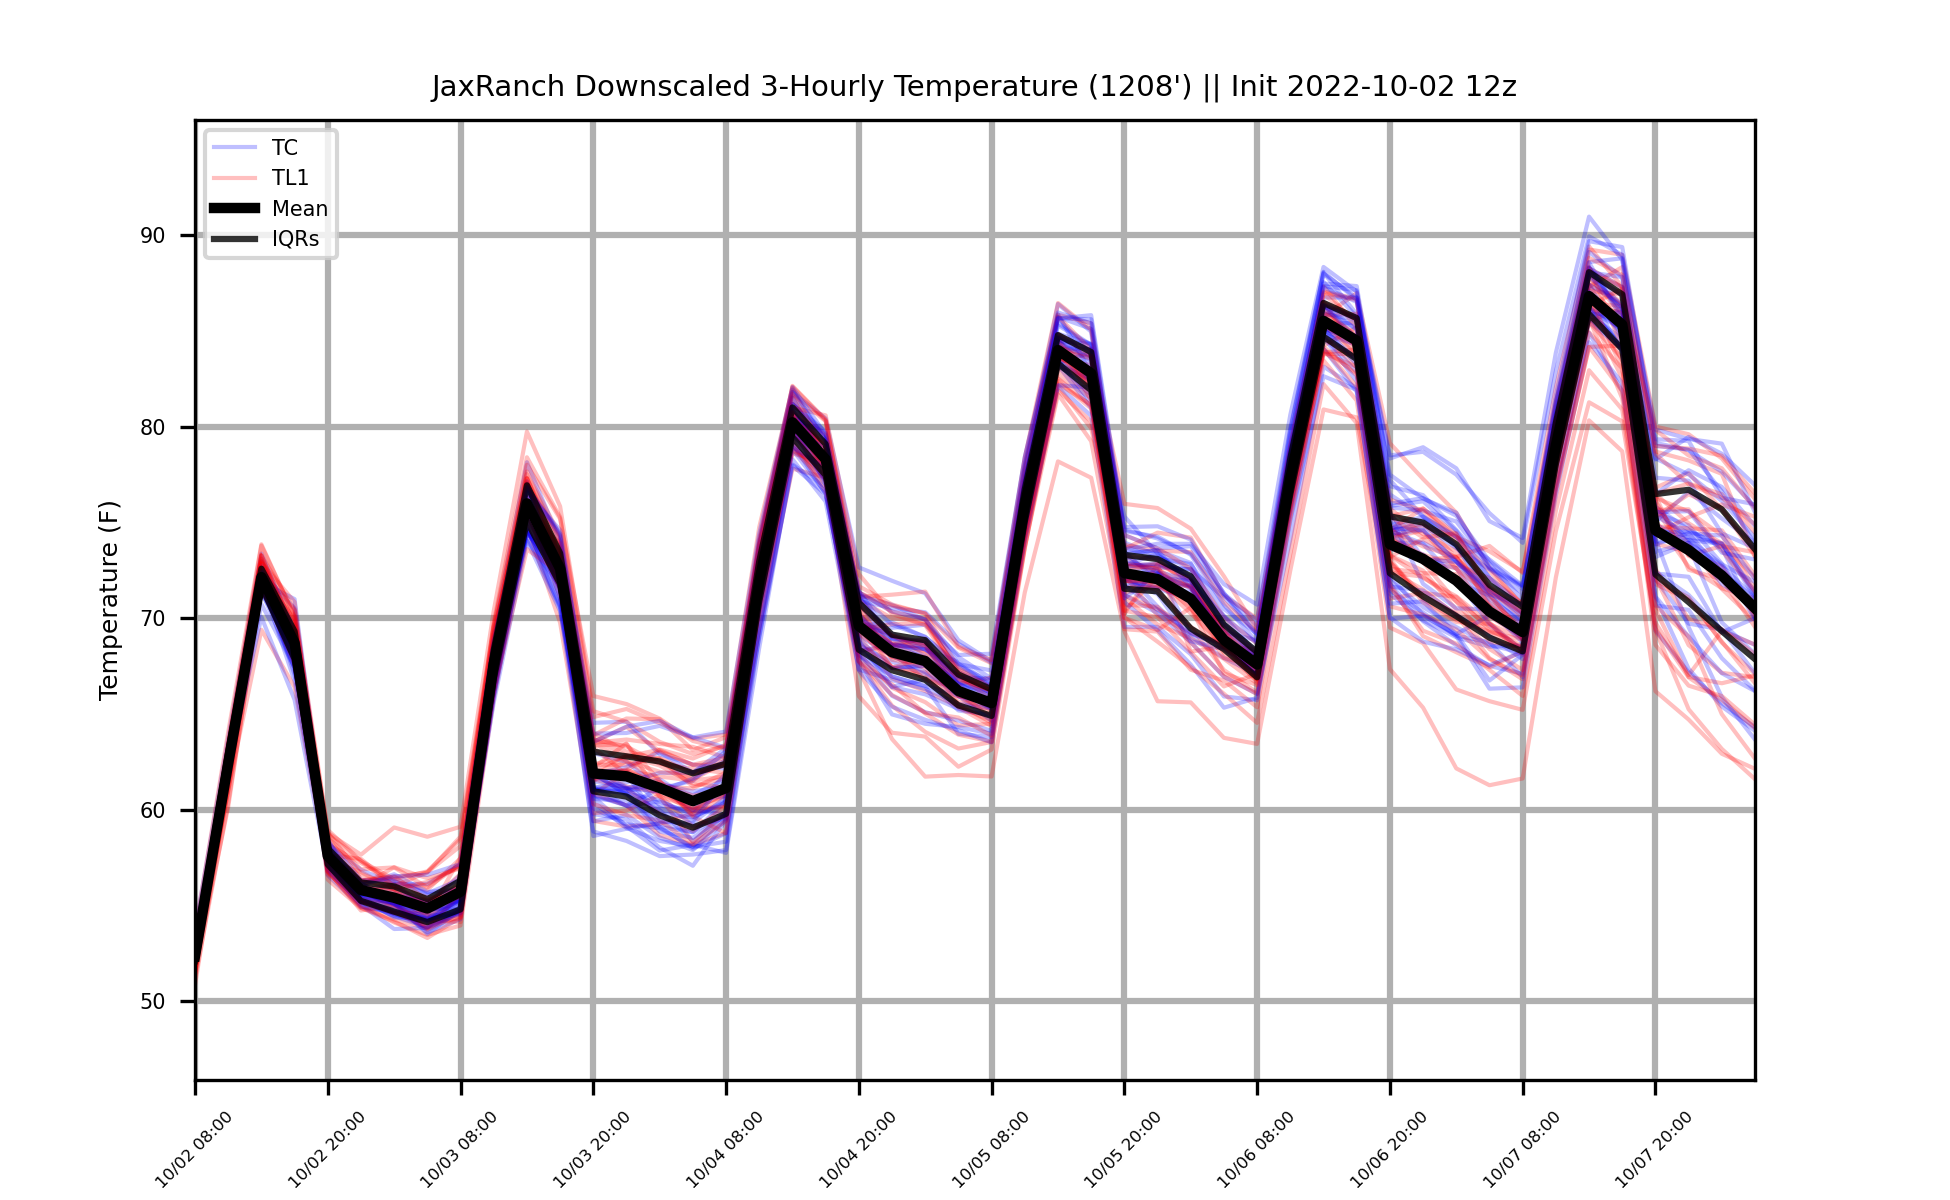 JaxRanch Downscaled 3-Hourly Temperature (1208') || Init 2022-10-02 12z
TC
TL1
Mean
IQRs
Temperature (F)
90
80
70
60
50
10/02 08:00
10/02 20:00
10/03 08:00
10/03 20:00
10/04 08:00
10/04 20:00
10/05 08:00
10/05 20:00
10/06 08:00
10/06 20:00
10/07 08:00
10/07 20:00